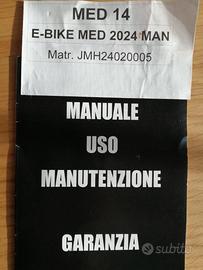 MED 14
E-BIKE MED 2024 MAN
Matr. JMH24020005
MANUALE
USO
MANUTENZIONE
GARANZIA
subito